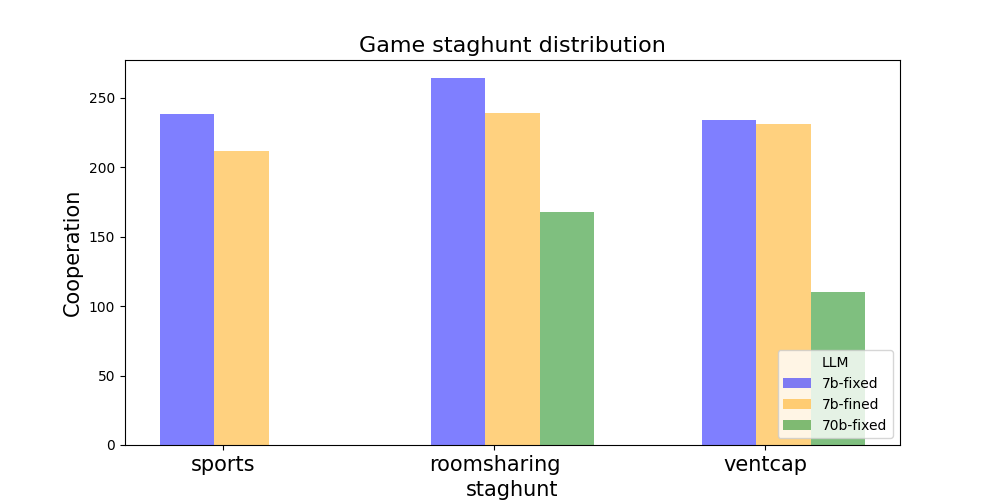 Game staghunt distribution
Cooperation
250
200
150
100
50
0
LLM
7b-fixed
7b-fined
70b-fixed
sports roomsharing ventcap
staghunt